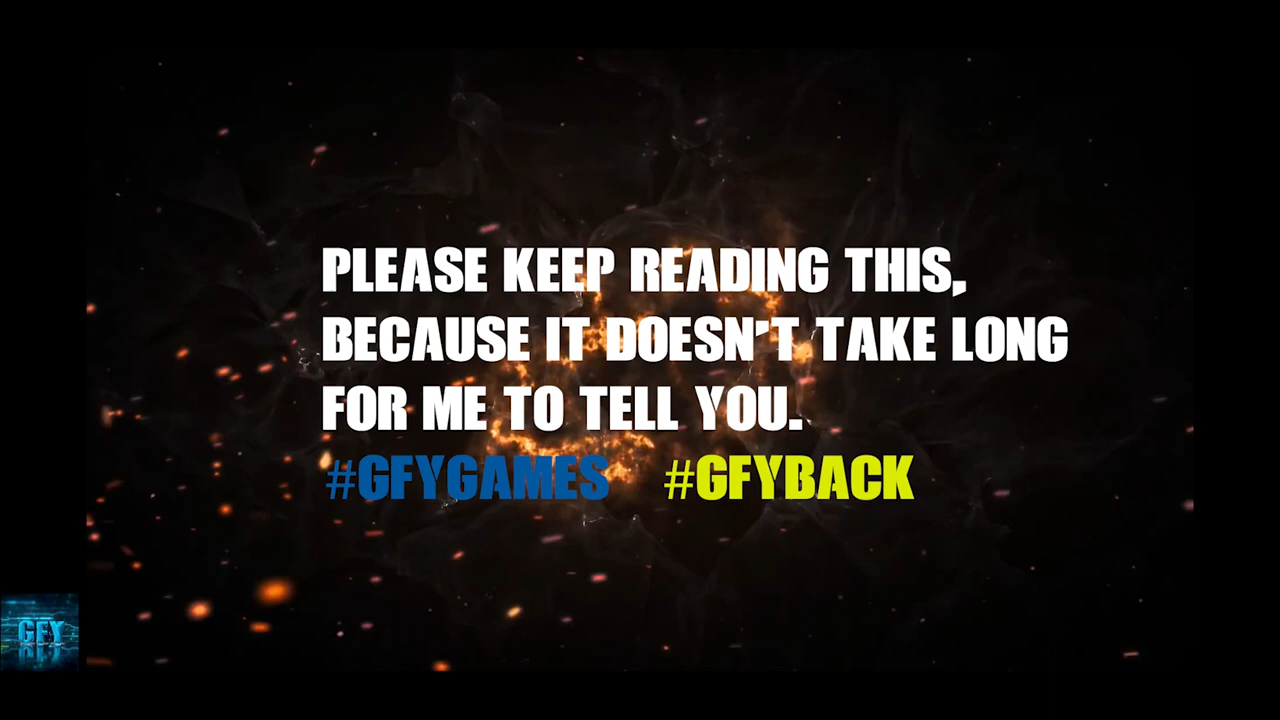 PLEASE KEEP READING THIS,
BECAUSE IT DOESN'T TAKE LONG
FOR ME TO TELL YOU.
#GFYGAMES #GFYBACK
GFY